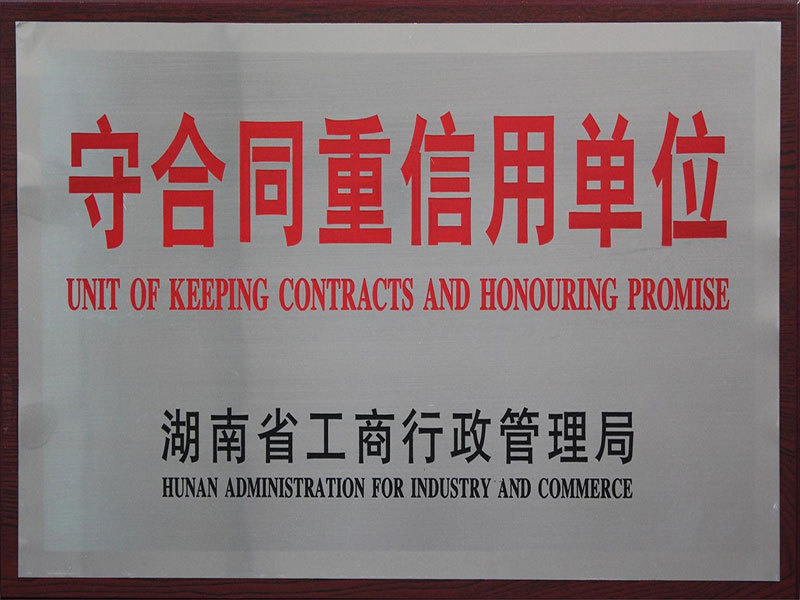 守合同重信用单位
UNIT OF KEEPING CONTRACTS AND HONOURING PROMISE
湖南省工商行政管理局
HUNAN ADMINISTRATION FOR INDUSTRY AND COMMERCE